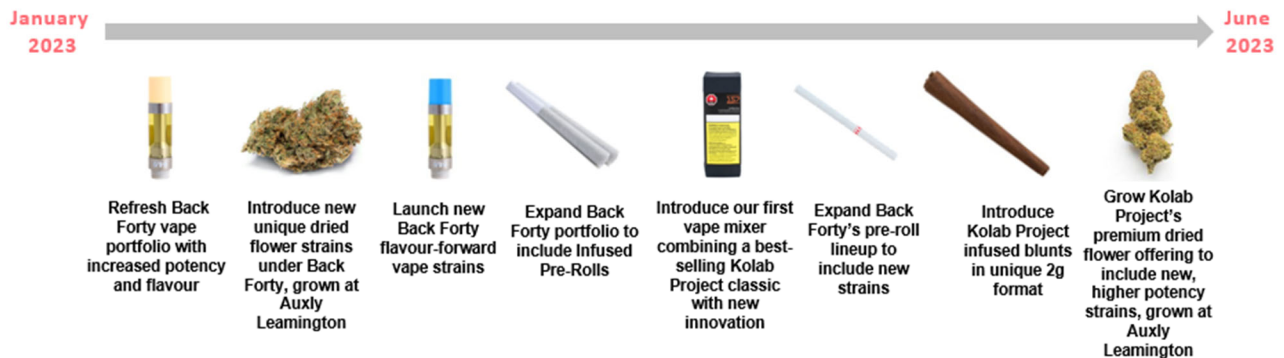 January
2023
June
2023
Refresh Back
Forty vape
portfolio with
increased potency
and flavour
Introduce new
unique dried
flower strains
under Back
Forty, grown at
Auxly
Leamington
Launch new
Back Forty
flavour-forward
vape strains
Expand Back
Forty portfolio to
include Infused
Pre-Rolls
Introduce our first
vape mixer
combining a best-
selling Kolab
Project classic
with new
innovation
Expand Back
Forty's pre-roll
lineup to
include new
strains
Introduce
Kolab Project
infused blunts
in unique 2g
format
Grow Kolab
Project's
premium dried
flower offering to
include new,
higher potency
strains, grown at
Auxly
Leamington